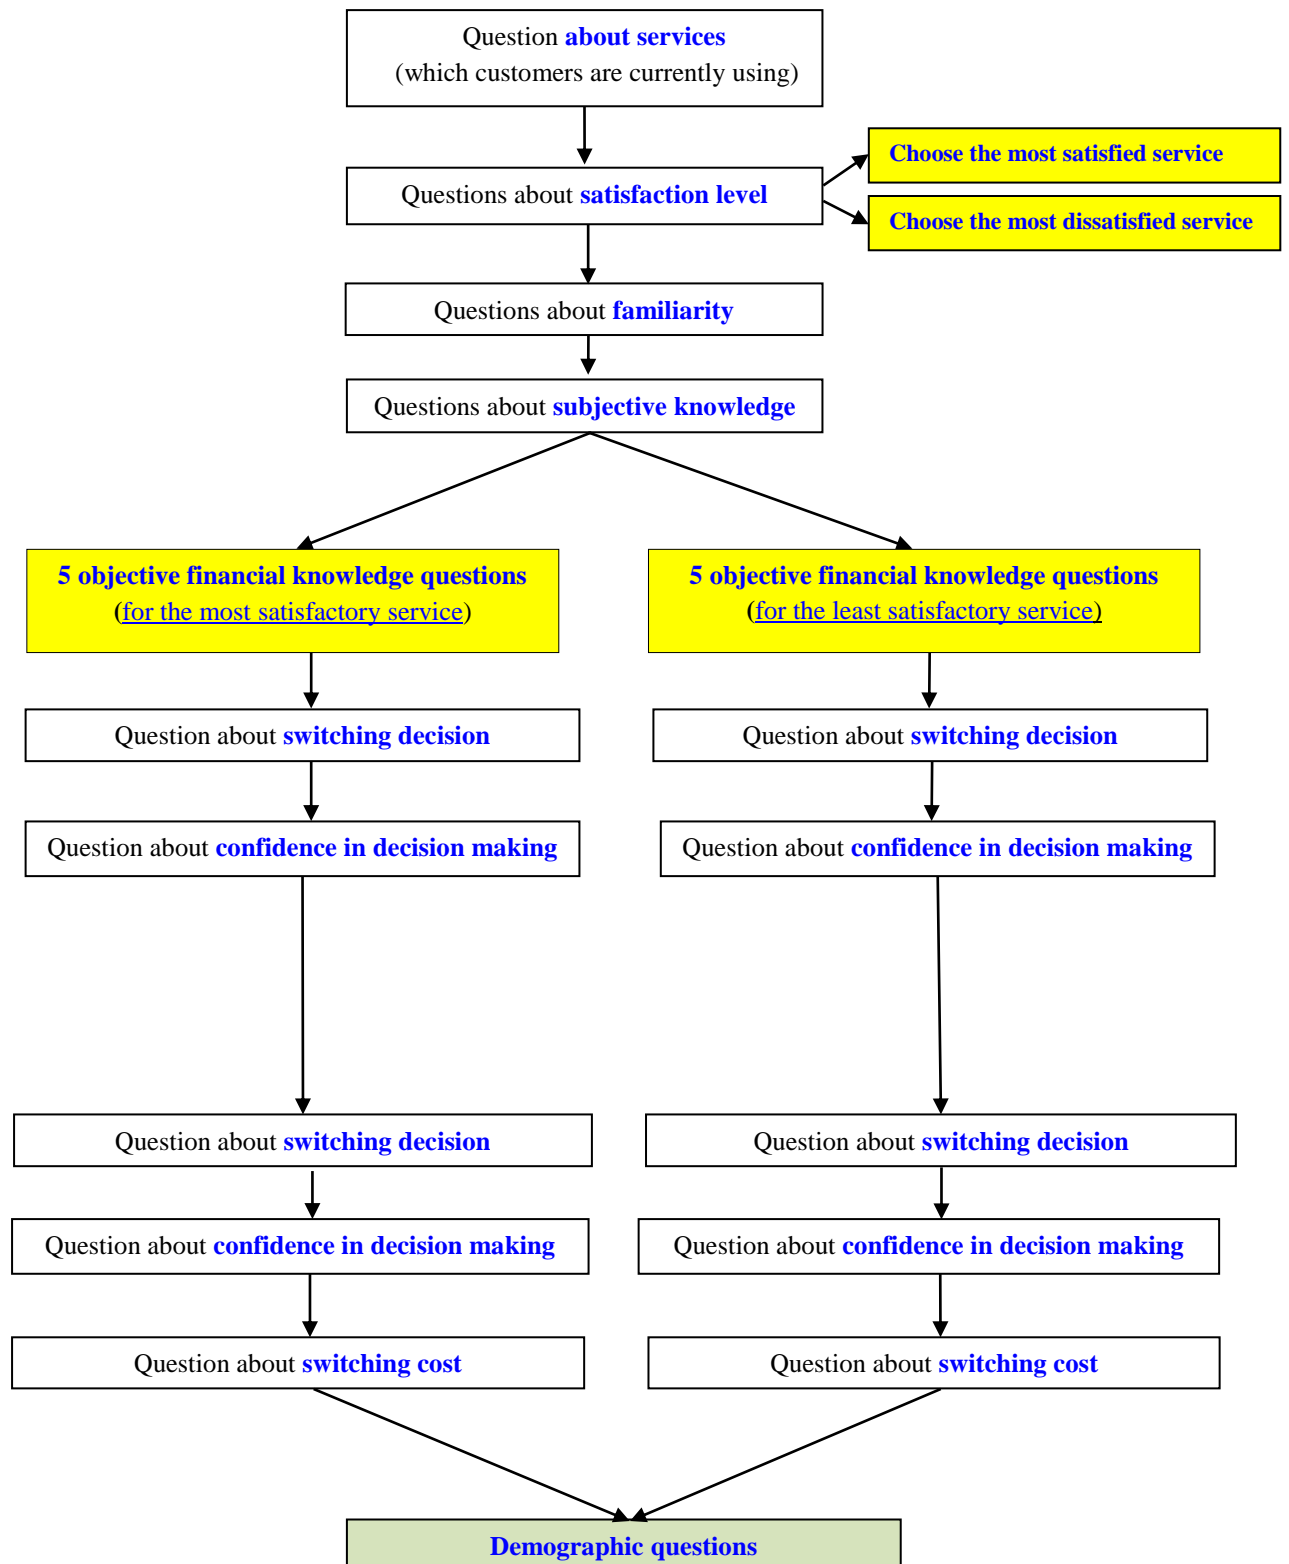 Question about services
(which customers are currently using)
Choose the most satisfied service
Questions about satisfaction level
Choose the most dissatisfied service
Questions about familiarity
Questions about subjective knowledge
5 objective financial knowledge questions
(for the most satisfactory service)
5 objective financial knowledge questions
(for the least satisfactory service)
Question about switching decision
Question about switching decision
Question about confidence in decision making
Question about confidence in decision making
Question about switching decision
Question about switching decision
Question about confidence in decision making
Question about confidence in decision making
Question about switching cost
Question about switching cost
Demographic questions